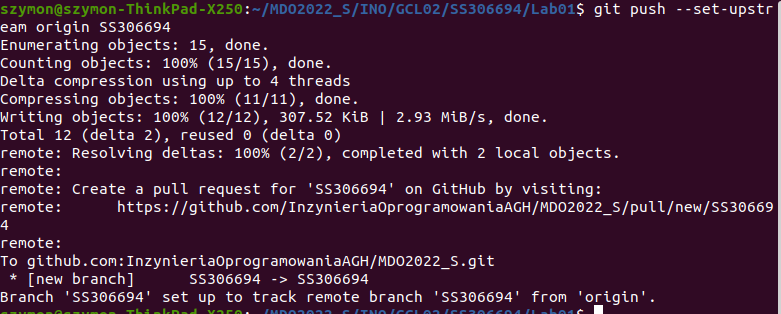 szymon@szymon-ThinkPad-X250:~/MDO2022_S/INO/GCL02/SS306694/Lab01$ git push --set-upstr
eam origin SS306694
Enumerating objects: 15, done.
Counting objects: 100% (15/15), done.
Delta compression using up to 4 threads
Compressing objects: 100% (11/11), done.
Writing objects: 100% (12/12), 307.52 KiB | 2.93 MiB/s, done.
Total 12 (delta 2), reused 0 (delta 0)
remote: Resolving deltas: 100% (2/2), completed with 2 local objects.
remote:
remote: Create a pull request for 'SS306694' on GitHub by visiting:
remote:      https://github.com/InzynieriaOprogramowaniaAGH/MDO2022_S/pull/new/SS30669
4
remote:
To github.com:InzynieriaOprogramowaniaAGH/MDO2022_S.git
 * [new branch]      SS306694 -> SS306694
Branch 'SS306694' set up to track remote branch 'SS306694' from 'origin'.
szymon@szymon-ThinkPad-X250:~/MDO2022_S/INO/GCL02/SS306694/Lab01$